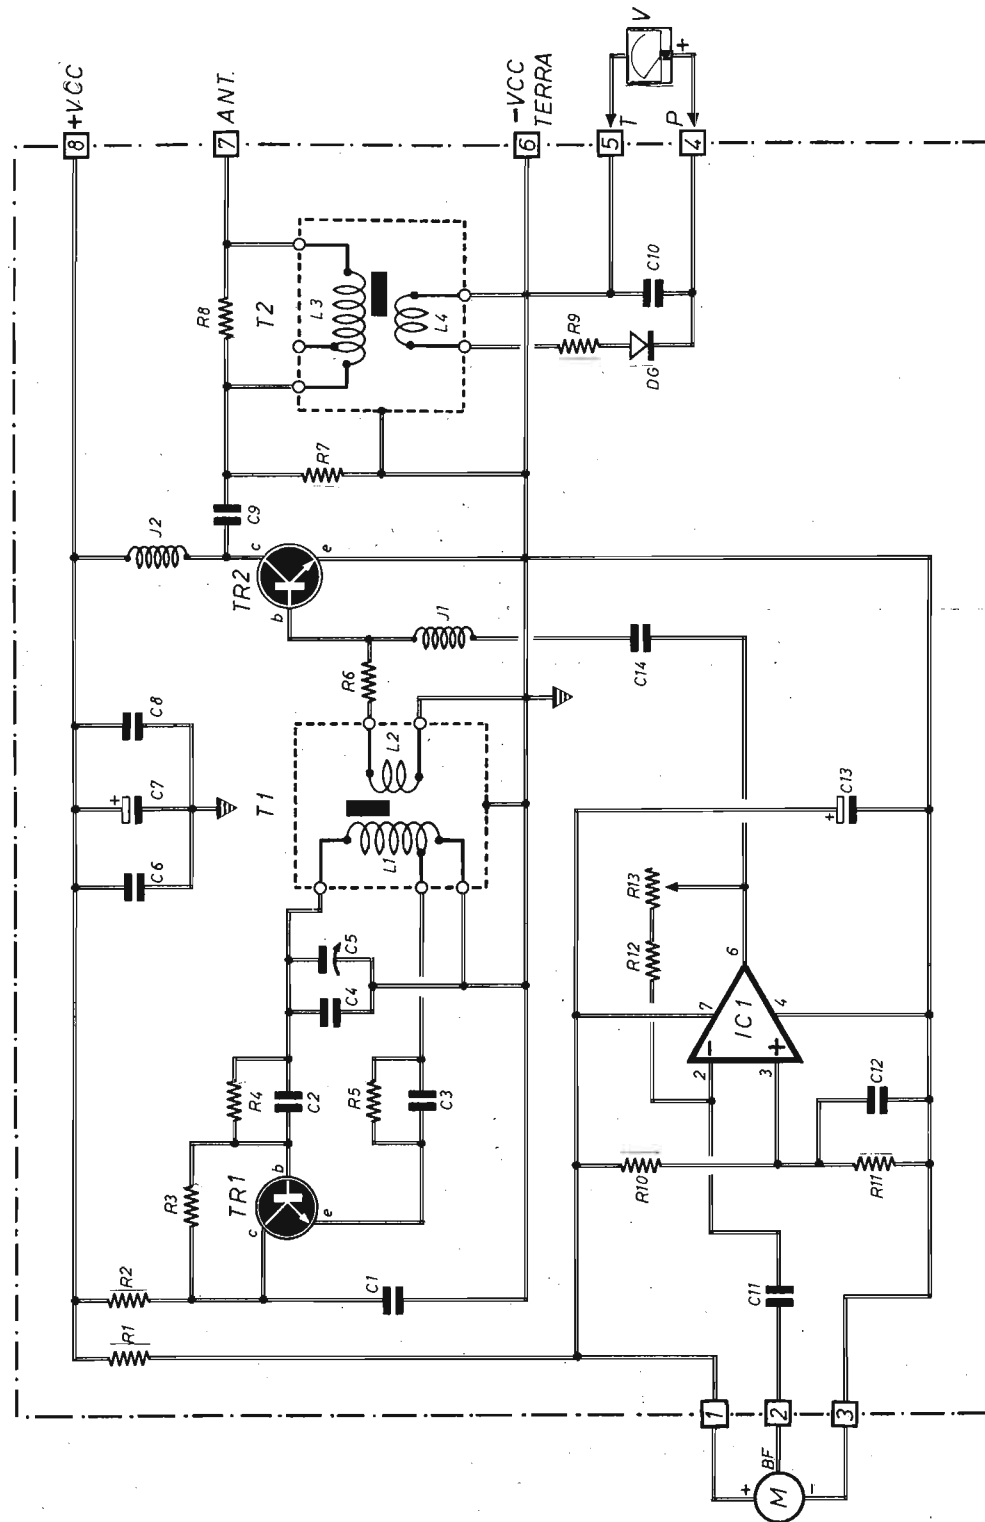 8 +VCC
7 ANT.
6 -VCC TERRA
5 T
4 P
V
+
R8
T2
L3
L4
R9
DG
C10
R7
C9
J2
c
e
b
TR2
J1
R6
C14
C8
C7
+
C6
T1
L2
L1
C5
C4
R4
C2
R5
C3
R3
b
c
e
TR1
R2
R1
C1
C13
+
R13
R12
6
7
4
IC1
-
+
2
3
C12
R11
R10
C11
1
2
3
BF
M
+
-